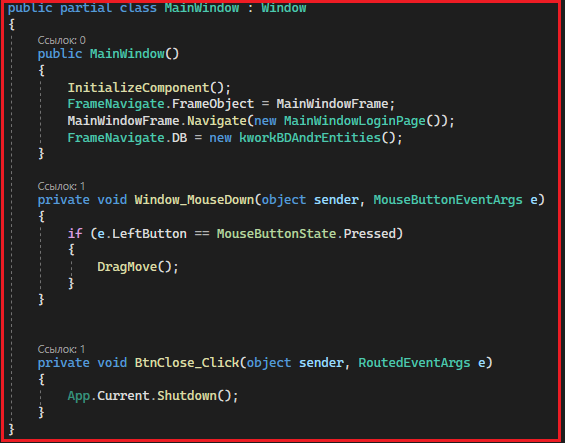 public partial class MainWindow : Window
{
Ссылок: 0
public MainWindow()
{
InitializeComponent();
FrameNavigate.FrameObject = MainWindowFrame;
MainWindowFrame.Navigate(new MainWindowLoginPage());
FrameNavigate.DB = new kworkBDAndrEntities();
}
Ссылок: 1
private void Window_MouseDown(object sender, MouseButtonEventArgs e)
{
if (e.LeftButton == MouseButtonState.Pressed)
{
DragMove();
}
}
Ссылок: 1
private void BtnClose_Click(object sender, RoutedEventArgs e)
{
App.Current.Shutdown();
}
}